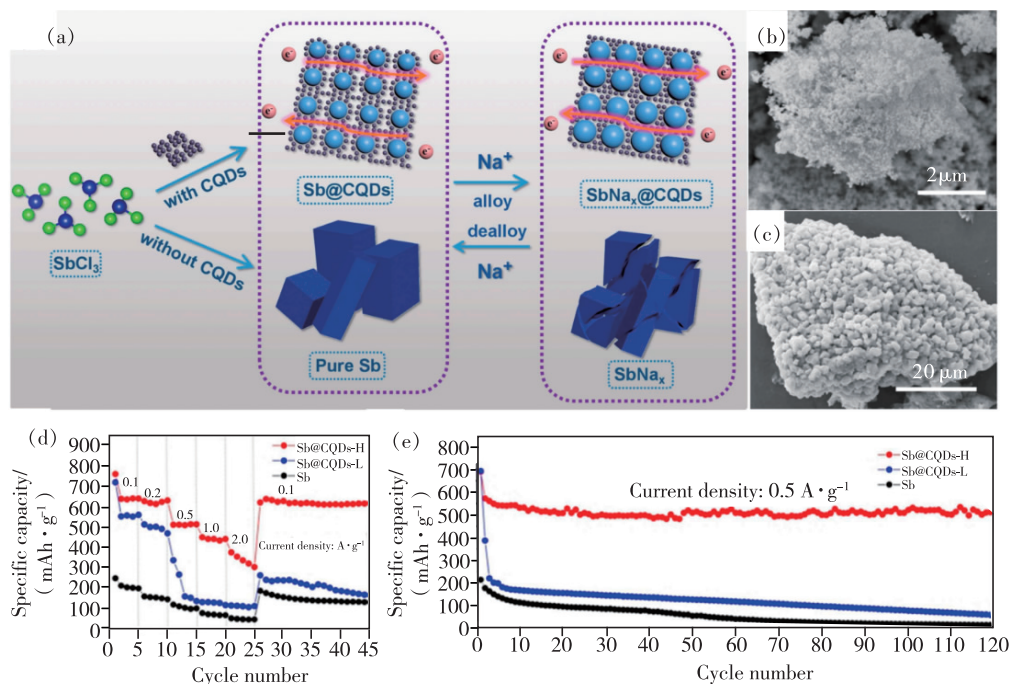 (a)
e⁻
e⁻
e⁻
e⁻
e⁻
e⁻
e⁻
e⁻
with CQDs
without CQDs
SbCl₃
Sb@CQDs
Pure Sb
Na⁺
alloy
dealloy
Na⁺
SbNaₓ@CQDs
SbNaₓ
(b)
2 μm
(c)
20 μm
(d)
Specific capacity/
( mAh · g⁻¹ )
900
800
700
600
500
400
300
200
100
0
Sb@CQDs-H
Sb@CQDs-L
Sb
0.1
0.2
0.5
1.0
2.0
0.1
Current density: A·g⁻¹
0 5 10 15 20 25 30 35 40 45
Cycle number
(e)
Specific capacity/
( mAh · g⁻¹ )
800
700
600
500
400
300
200
100
0
Sb@CQDs-H
Sb@CQDs-L
Sb
Current density: 0.5 A·g⁻¹
0 10 20 30 40 50 60 70 80 90 100 110 120
Cycle number